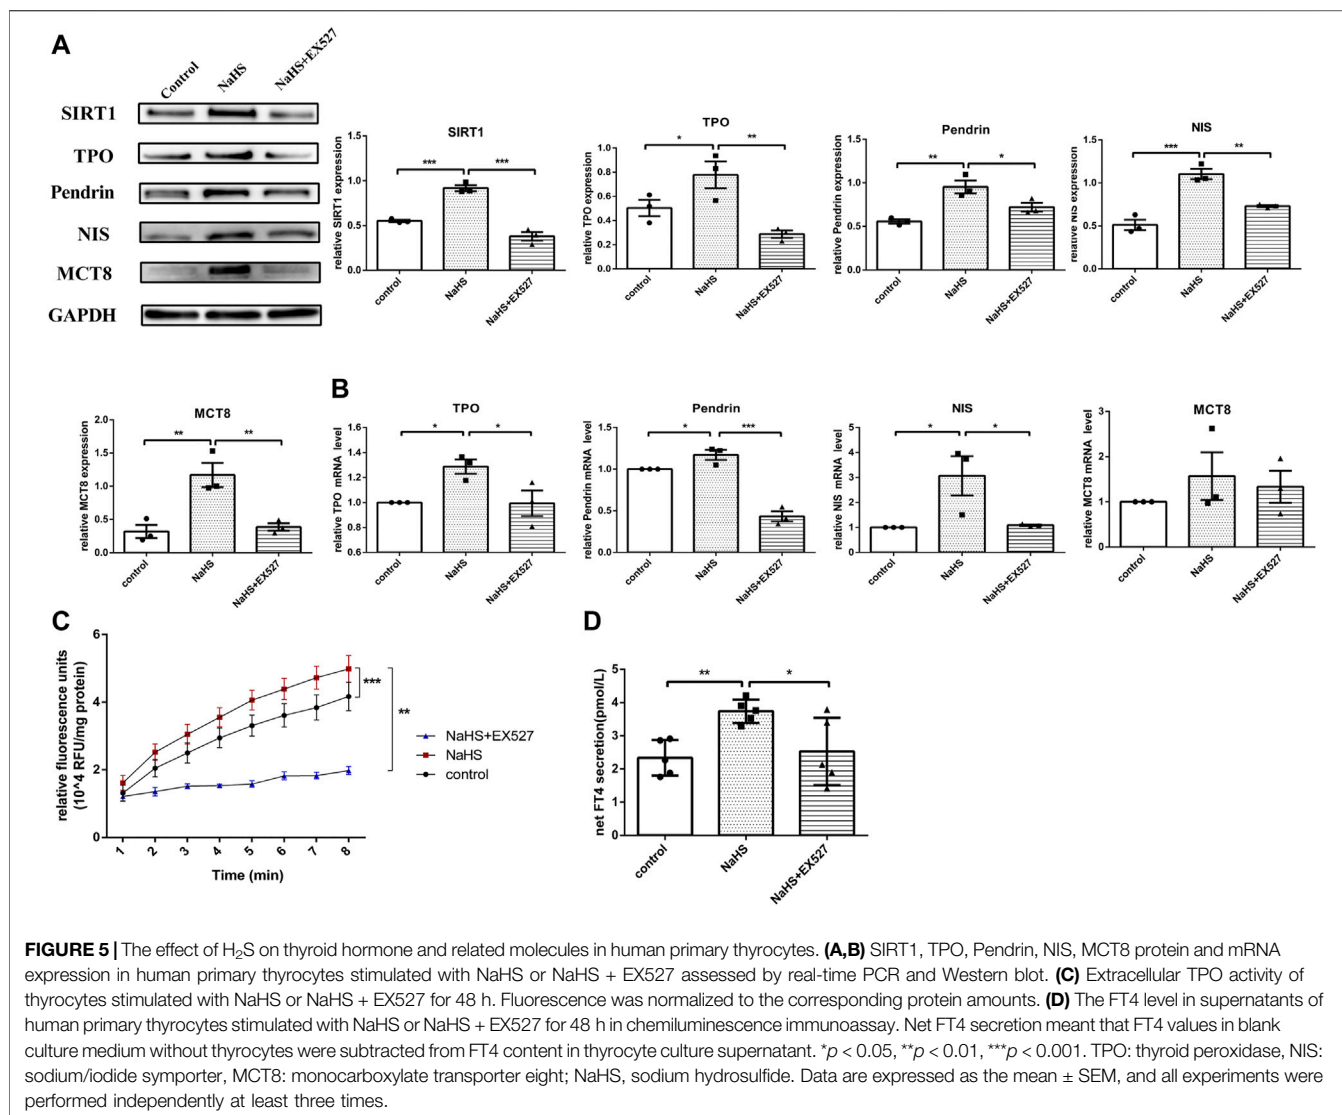 A
Control
NaHS
NaHS+EX527
SIRT1
TPO
Pendrin
NIS
MCT8
GAPDH
SIRT1
relative SIRT1 expression
1.5
1.0
0.5
0.0
***
***
control
NaHS
NaHS+EX527
TPO
relative TPO expression
1.0
0.8
0.6
0.4
0.2
0.0
*
**
control
NaHS
NaHS+EX527
Pendrin
relative Pendrin expression
1.5
1.0
0.5
0.0
**
*
control
NaHS
NaHS+EX527
NIS
relative NIS expression
1.5
1.0
0.5
0.0
***
**
control
NaHS
NaHS+EX527
MCT8
relative MCT8 expression
2.0
1.5
1.0
0.5
0.0
**
**
control
NaHS
NaHS+EX527
B
TPO
relative TPO mRNA level
1.6
1.4
1.2
1.0
0.8
0.6
*
*
control
NaHS
NaHS+EX527
Pendrin
relative Pendrin mRNA level
1.5
1.0
0.5
0.0
*
***
control
NaHS
NaHS+EX527
NIS
relative NIS mRNA level
5
4
3
2
1
0
*
*
control
NaHS
NaHS+EX527
MCT8
relative MCT8 mRNA level
3
2
1
0
control
NaHS
NaHS+EX527
C
relative fluorescence units
(10^4 RFU/mg protein)
6
4
2
0
1
2
3
4
5
6
7
8
Time (min)
***
**
NaHS+EX527
NaHS
control
D
net FT4 secretion(pmol/L)
5
4
3
2
1
0
**
*
control
NaHS
NaHS+EX527
FIGURE 5 | The effect of H₂S on thyroid hormone and related molecules in human primary thyrocytes. (A,B) SIRT1, TPO, Pendrin, NIS, MCT8 protein and mRNA
expression in human primary thyrocytes stimulated with NaHS or NaHS + EX527 assessed by real-time PCR and Western blot. (C) Extracellular TPO activity of
thyrocytes stimulated with NaHS or NaHS + EX527 for 48 h. Fluorescence was normalized to the corresponding protein amounts. (D) The FT4 level in supernatants of
human primary thyrocytes stimulated with NaHS or NaHS + EX527 for 48 h in chemiluminescence immunoassay. Net FT4 secretion meant that FT4 values in blank
culture medium without thyrocytes were subtracted from FT4 content in thyrocyte culture supernatant. *p < 0.05, **p < 0.01, ***p < 0.001. TPO: thyroid peroxidase, NIS:
sodium/iodide symporter, MCT8: monocarboxylate transporter eight; NaHS, sodium hydrosulfide. Data are expressed as the mean ± SEM, and all experiments were
performed independently at least three times.